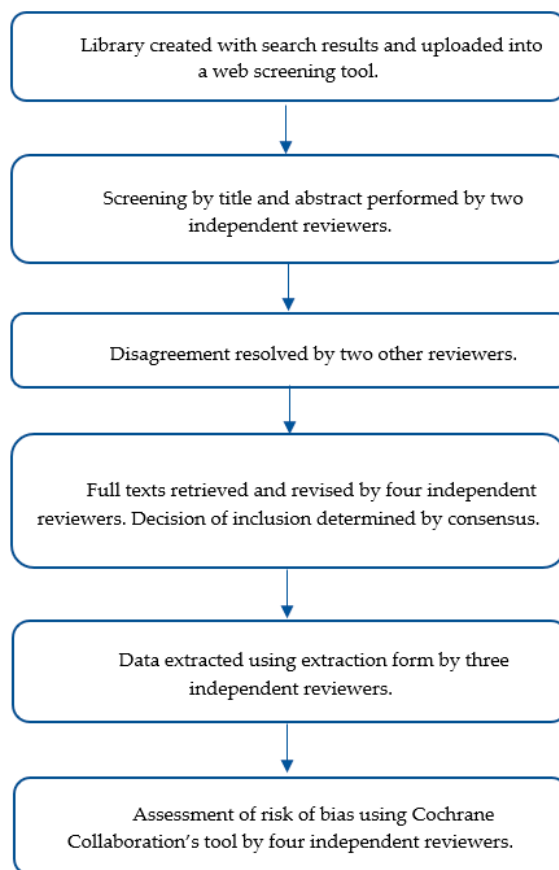 Library created with search results and uploaded into
a web screening tool.
Screening by title and abstract performed by two
independent reviewers.
Disagreement resolved by two other reviewers.
Full texts retrieved and revised by four independent
reviewers. Decision of inclusion determined by consensus.
Data extracted using extraction form by three
independent reviewers.
Assessment of risk of bias using Cochrane
Collaboration's tool by four independent reviewers.